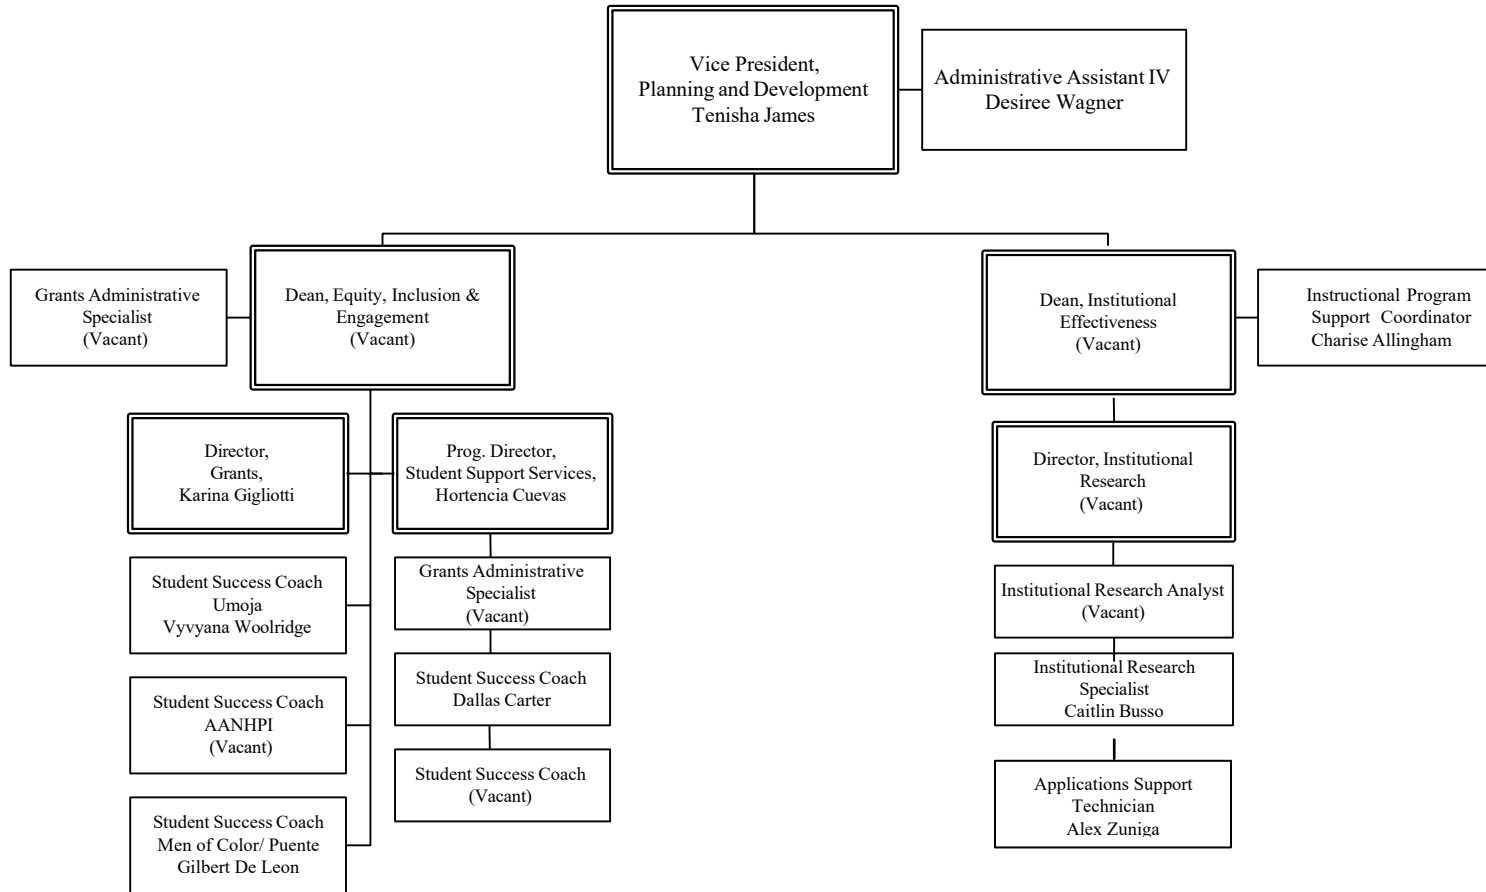 Vice President,
Planning and Development
Tenisha James
Administrative Assistant IV
Desiree Wagner
Grants Administrative
Specialist
(Vacant)
Dean, Equity, Inclusion &
Engagement
(Vacant)
Dean, Institutional
Effectiveness
(Vacant)
Instructional Program
Support Coordinator
Charise Allingham
Director,
Grants,
Karina Gigliotti
Prog. Director,
Student Support Services,
Hortencia Cuevas
Director, Institutional
Research
(Vacant)
Student Success Coach
Umoja
Vyvyana Woolridge
Grants Administrative
Specialist
(Vacant)
Institutional Research Analyst
(Vacant)
Student Success Coach
AANHPI
(Vacant)
Student Success Coach
Dallas Carter
Institutional Research
Specialist
Caitlin Busso
Student Success Coach
Men of Color/ Puente
Gilbert De Leon
Student Success Coach
(Vacant)
Applications Support
Technician
Alex Zuniga